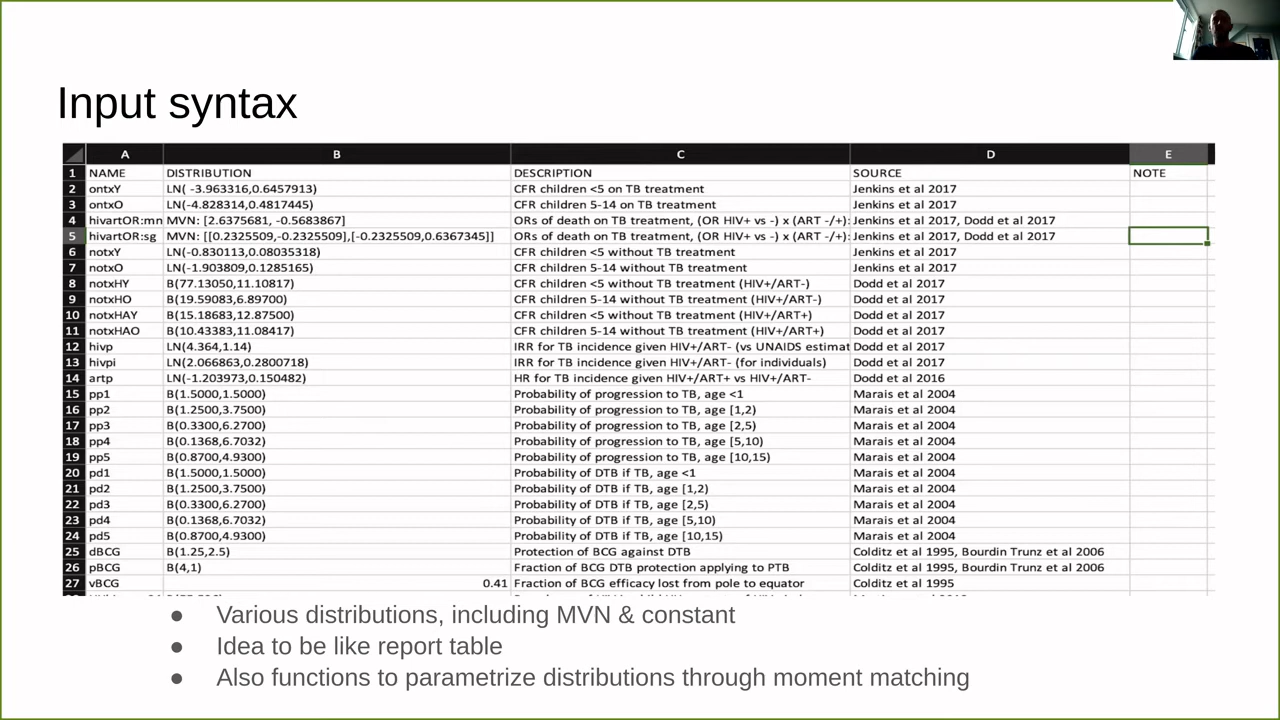 Input syntax
A B C D E
1 NAME DISTRIBUTION DESCRIPTION SOURCE NOTE
2 ontxY LN( -3.963316,0.6457913) CFR children <5 on TB treatment Jenkins et al 2017
3 ontxO LN(-4.828314,0.4817445) CFR children 5-14 on TB treatment Jenkins et al 2017
4 hivartOR:mn MVN: [2.6375681, -0.5683867] ORs of death on TB treatment, (OR HIV+ vs -) x (ART -/+): Jenkins et al 2017, Dodd et al 2017
5 hivartOR:sg MVN: [[0.2325509,-0.2325509],[-0.2325509,0.6367345]] ORs of death on TB treatment, (OR HIV+ vs -) x (ART -/+): Jenkins et al 2017, Dodd et al 2017
6 notxY LN(-0.830113,0.08035318) CFR children <5 without TB treatment Jenkins et al 2017
7 notxO LN(-1.903809,0.1285165) CFR children 5-14 without TB treatment Jenkins et al 2017
8 notxHY B(77.13050,11.10817) CFR children <5 without TB treatment (HIV+/ART-) Dodd et al 2017
9 notxHO B(19.59083,6.89700) CFR children 5-14 without TB treatment (HIV+/ART-) Dodd et al 2017
10 notxHAY B(15.18683,12.87500) CFR children <5 without TB treatment (HIV+/ART+) Dodd et al 2017
11 notxHAO B(10.43383,11.08417) CFR children 5-14 without TB treatment (HIV+/ART+) Dodd et al 2017
12 hivp LN(4.364,1.14) IRR for TB incidence given HIV+/ART- (vs UNAIDS estimat Dodd et al 2017
13 hivpi LN(2.066863,0.2800718) IRR for TB incidence given HIV+/ART- (for individuals) Dodd et al 2017
14 artp LN(-1.203973,0.150482) HR for TB incidence given HIV+/ART+ vs HIV+/ART- Dodd et al 2016
15 pp1 B(1.5000,1.5000) Probability of progression to TB, age <1 Marais et al 2004
16 pp2 B(1.2500,3.7500) Probability of progression to TB, age [1,2) Marais et al 2004
17 pp3 B(0.3300,6.2700) Probability of progression to TB, age [2,5) Marais et al 2004
18 pp4 B(0.1368,6.7032) Probability of progression to TB, age [5,10) Marais et al 2004
19 pp5 B(0.8700,4.9300) Probability of progression to TB, age [10,15) Marais et al 2004
20 pd1 B(1.5000,1.5000) Probability of DTB if TB, age <1 Marais et al 2004
21 pd2 B(1.2500,3.7500) Probability of DTB if TB, age [1,2) Marais et al 2004
22 pd3 B(0.3300,6.2700) Probability of DTB if TB, age [2,5) Marais et al 2004
23 pd4 B(0.1368,6.7032) Probability of DTB if TB, age [5,10) Marais et al 2004
24 pd5 B(0.8700,4.9300) Probability of DTB if TB, age [10,15) Marais et al 2004
25 dBCG B(1.25,2.5) Protection of BCG against DTB Colditz et al 1995, Bourdin Trunz et al 2006
26 pBCG B(4,1) Fraction of BCG DTB protection applying to PTB Colditz et al 1995, Bourdin Trunz et al 2006
27 vBCG 0.41 Fraction of BCG efficacy lost from pole to equator Colditz et al 1995
● Various distributions, including MVN & constant
● Idea to be like report table
● Also functions to parametrize distributions through moment matching